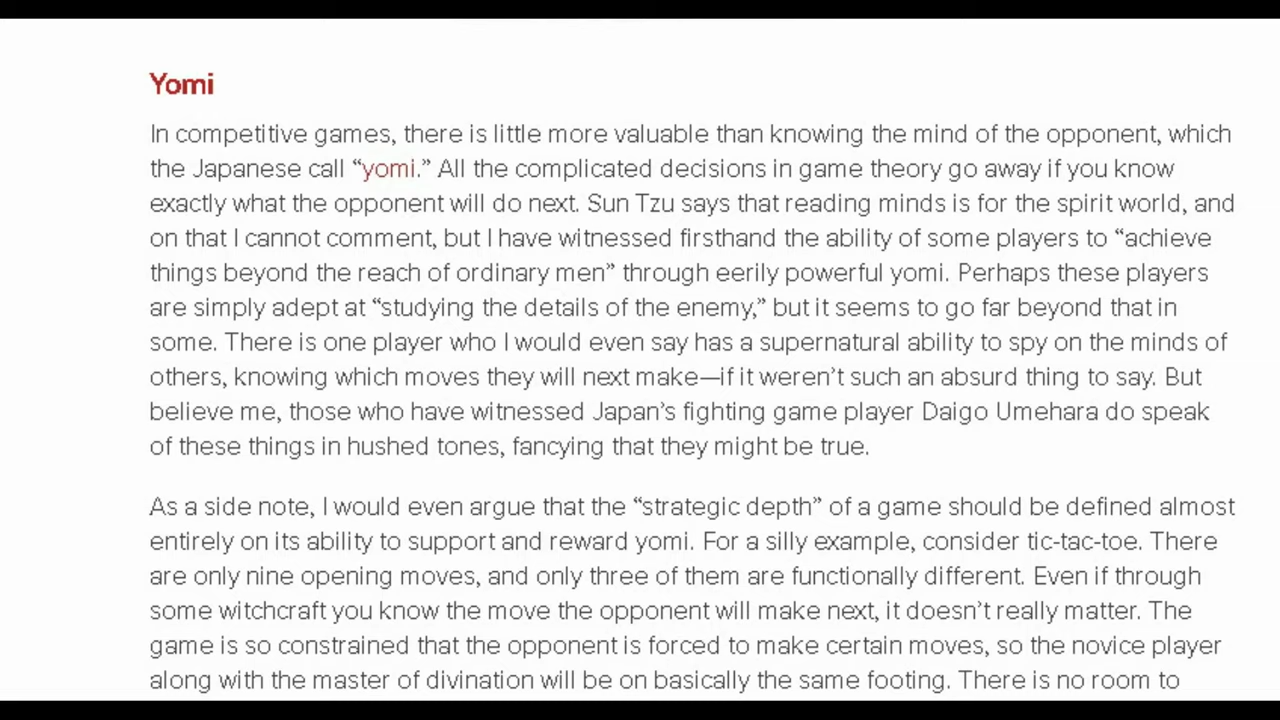 Yomi
In competitive games, there is little more valuable than knowing the mind of the opponent, which
the Japanese call “yomi.” All the complicated decisions in game theory go away if you know
exactly what the opponent will do next. Sun Tzu says that reading minds is for the spirit world, and
on that I cannot comment, but I have witnessed firsthand the ability of some players to “achieve
things beyond the reach of ordinary men” through eerily powerful yomi. Perhaps these players
are simply adept at “studying the details of the enemy,” but it seems to go far beyond that in
some. There is one player who I would even say has a supernatural ability to spy on the minds of
others, knowing which moves they will next make—if it weren’t such an absurd thing to say. But
believe me, those who have witnessed Japan’s fighting game player Daigo Umehara do speak
of these things in hushed tones, fancying that they might be true.
As a side note, I would even argue that the “strategic depth” of a game should be defined almost
entirely on its ability to support and reward yomi. For a silly example, consider tic-tac-toe. There
are only nine opening moves, and only three of them are functionally different. Even if through
some witchcraft you know the move the opponent will make next, it doesn’t really matter. The
game is so constrained that the opponent is forced to make certain moves, so the novice player
along with the master of divination will be on basically the same footing. There is no room to